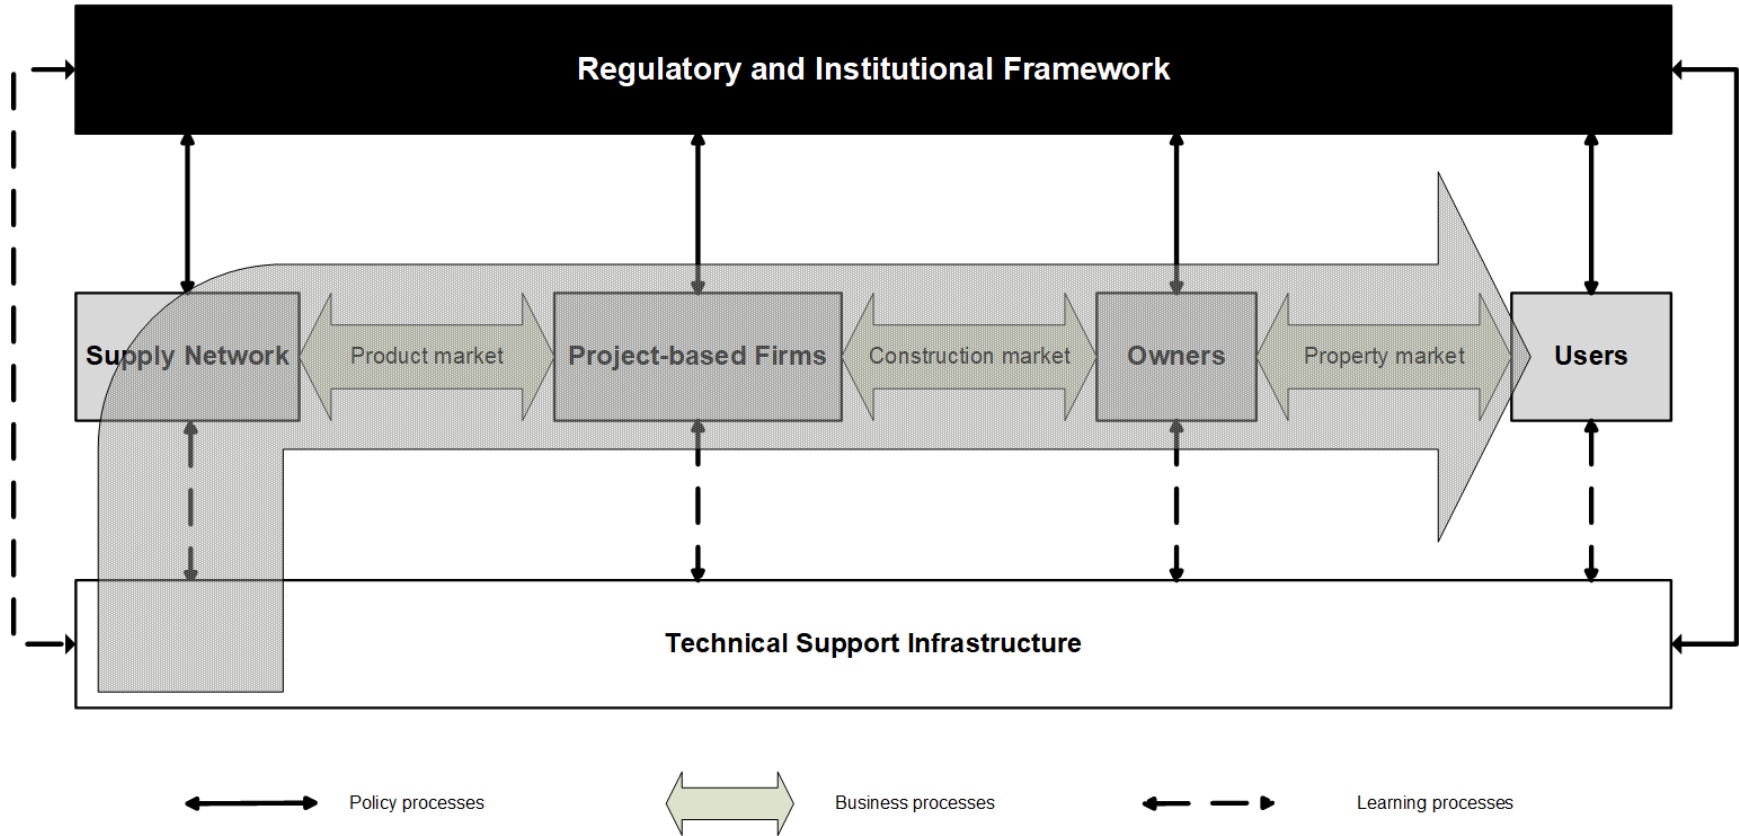 Regulatory and Institutional Framework
Supply Network
Product market
Project-based Firms
Construction market
Owners
Property market
Users
Technical Support Infrastructure
Policy processes
Business processes
Learning processes